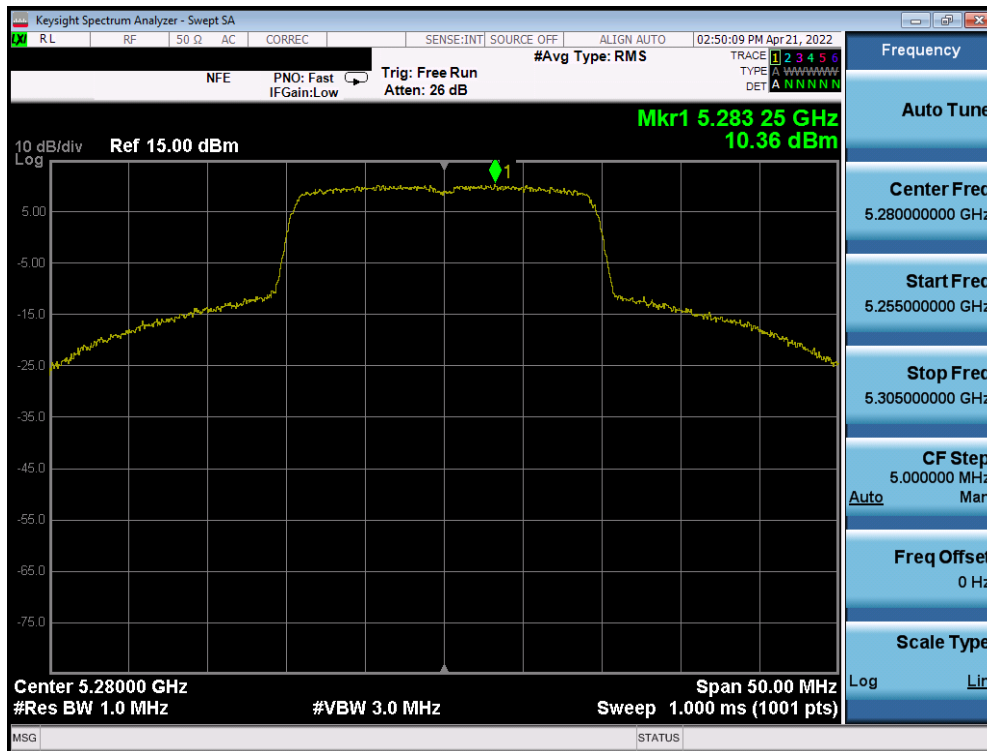 Keysight Spectrum Analyzer - Swept SA
LXI RL RF 50 Ω AC CORREC SENSE:INT SOURCE OFF ALIGN AUTO 02:50:09 PM Apr 21, 2022
#Avg Type: RMS
TRACE 1 2 3 4 5 6
TYPE A WWWWW
DET A N N N N N
NFE PNO: Fast Trig: Free Run
IFGain:Low Atten: 26 dB
Mkr1 5.283 25 GHz
10.36 dBm
10 dB/div Ref 15.00 dBm
Log
1
5.00
-5.00
-15.0
-25.0
-35.0
-45.0
-55.0
-65.0
-75.0
Center 5.28000 GHz Span 50.00 MHz
#Res BW 1.0 MHz #VBW 3.0 MHz Sweep 1.000 ms (1001 pts)
MSG STATUS
Frequency
Auto Tune
Center Freq
5.280000000 GHz
Start Freq
5.255000000 GHz
Stop Freq
5.305000000 GHz
CF Step
5.000000 MHz
Auto Man
Freq Offset
0 Hz
Scale Type
Log Lin